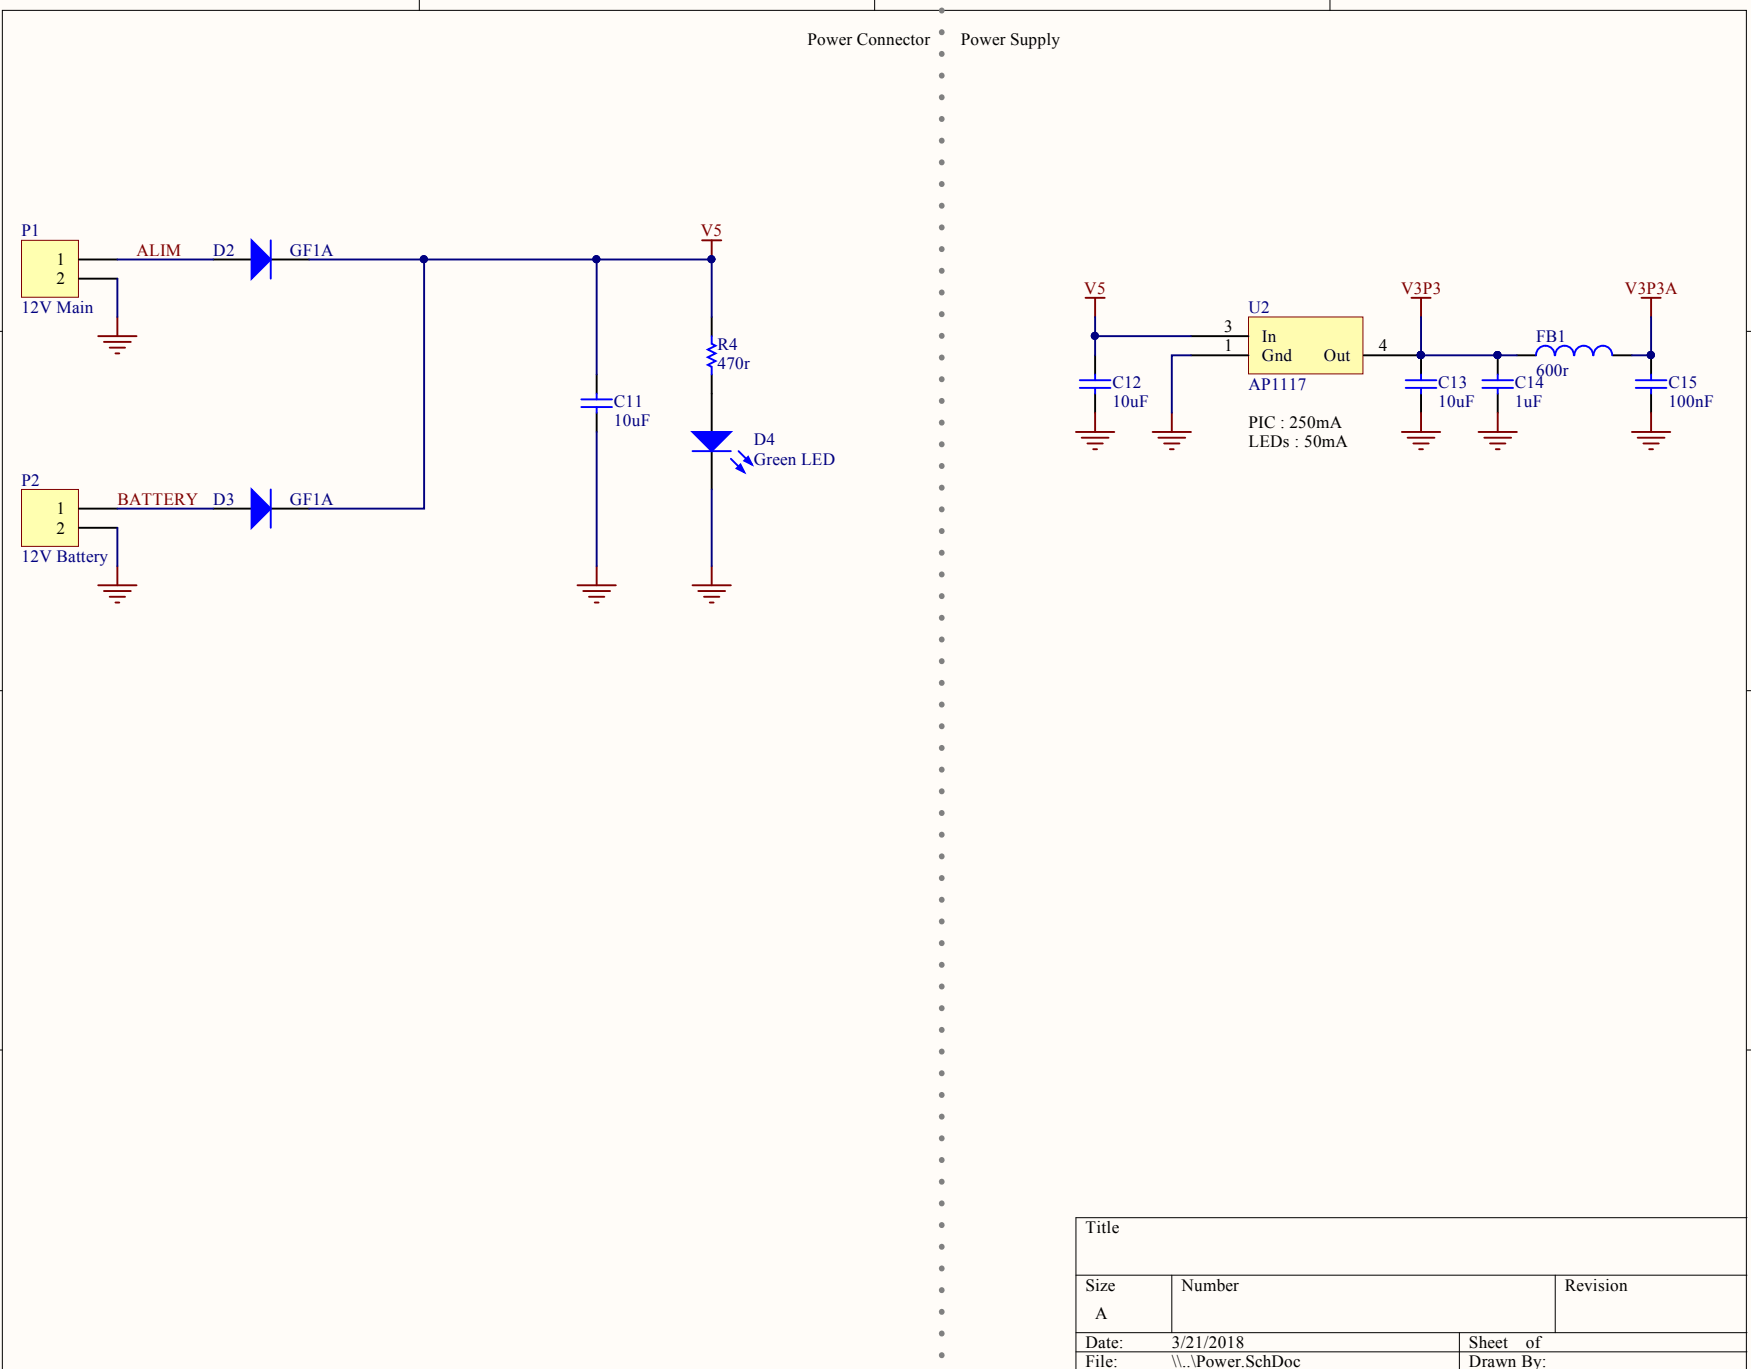 Power Connector
Power Supply
P1
1
2
12V Main
ALIM
D2
GF1A
V5
R4
470r
C11
10uF
D4
Green LED
P2
1
2
12V Battery
BATTERY
D3
GF1A
V5
C12
10uF
3
1
U2
In
Gnd
Out
4
AP1117
PIC : 250mA
LEDs : 50mA
V3P3
C13
10uF
C14
1uF
FB1
600r
V3P3A
C15
100nF
Title
Size
A
Number
Revision
Date: 3/21/2018
Sheet of
File: \\..\Power.SchDoc
Drawn By: